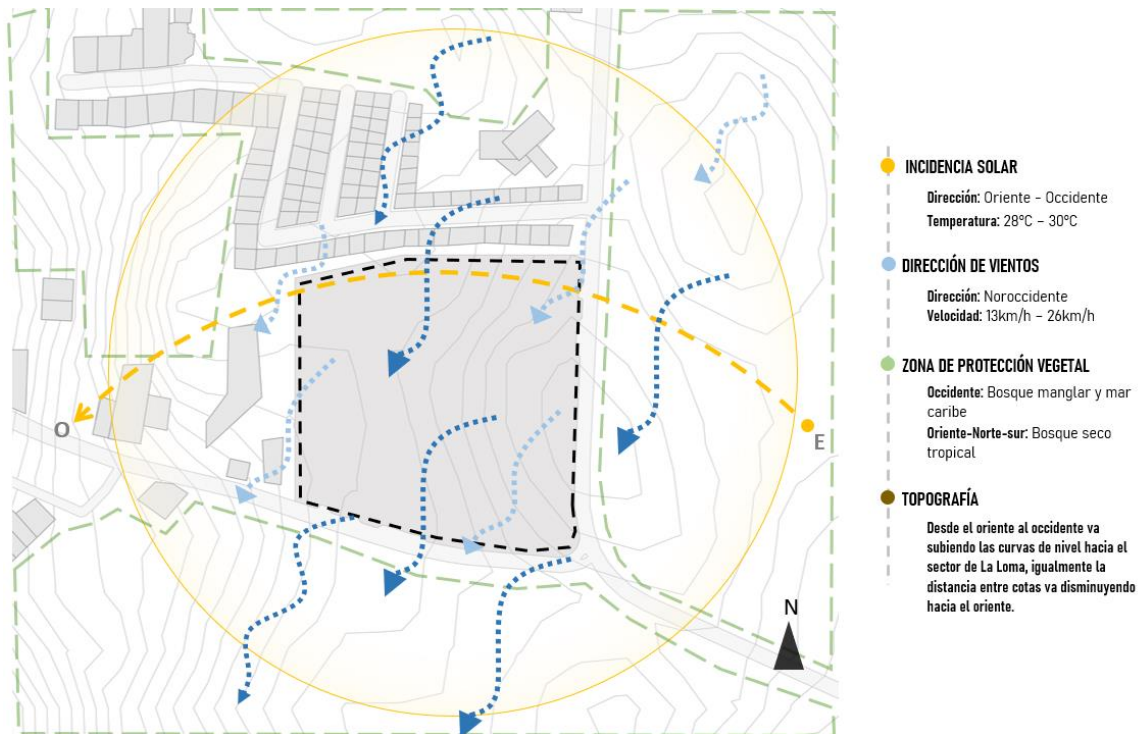 O
E
N
INCIDENCIA SOLAR
Dirección: Oriente - Occidente
Temperatura: 28°C - 30°C
DIRECCIÓN DE VIENTOS
Dirección: Noroccidente
Velocidad: 13km/h - 26km/h
ZONA DE PROTECCIÓN VEGETAL
Occidente: Bosque manglar y mar
caribe
Oriente-Norte-sur: Bosque seco
tropical
TOPOGRAFÍA
Desde el oriente al occidente va
subiendo las curvas de nivel hacia el
sector de La Loma, igualmente la
distancia entre cotas va disminuyendo
hacia el oriente.